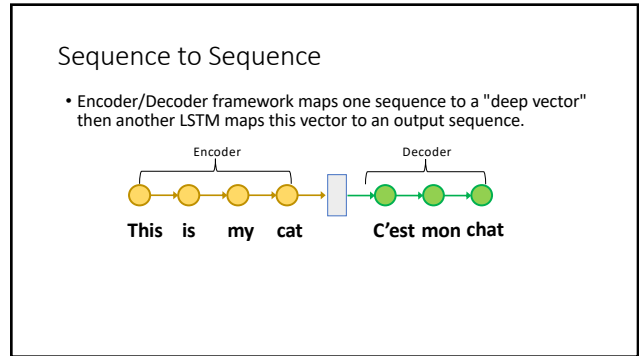 Sequence to Sequence
• Encoder/Decoder framework maps one sequence to a "deep vector"
then another LSTM maps this vector to an output sequence.
Encoder Decoder
This is my cat C'est mon chat